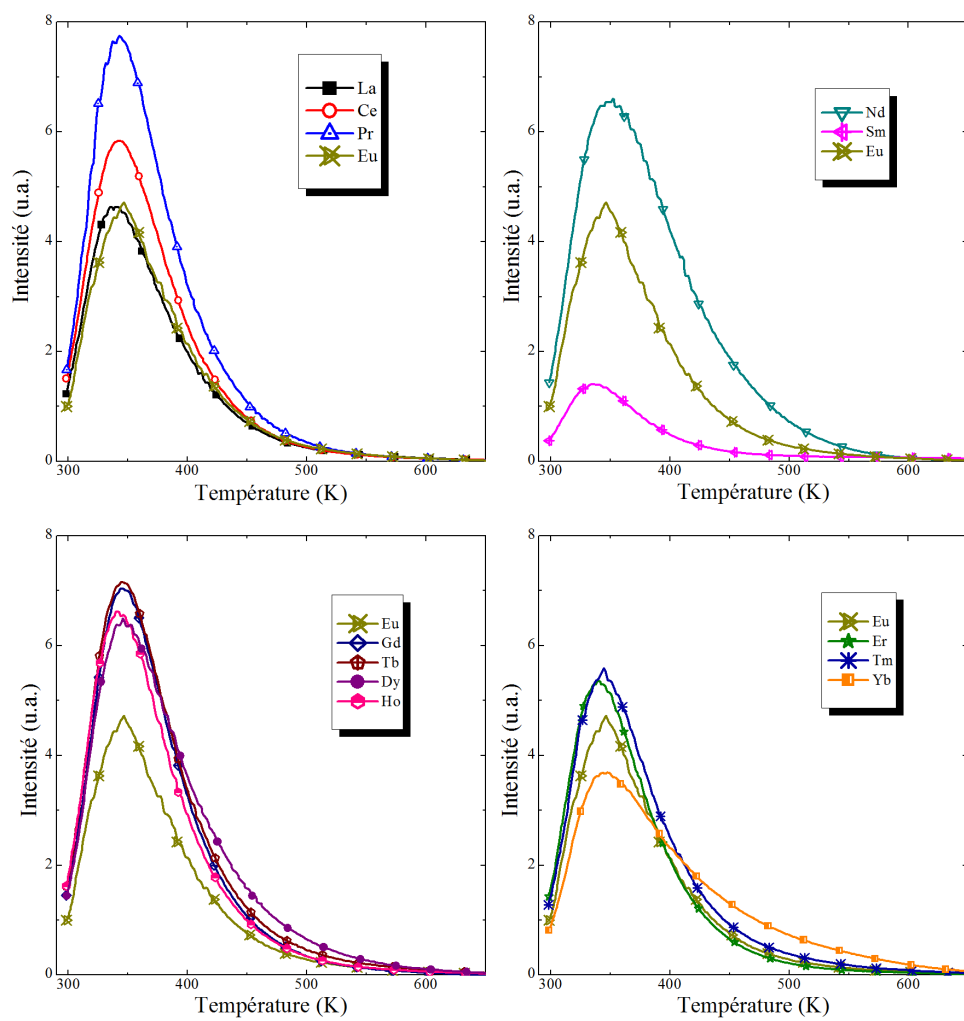 8
6
4
2
0
Intensité (u.a.)
La
Ce
Pr
Eu
300
400
500
600
Température (K)
8
6
4
2
0
Intensité (u.a.)
Nd
Sm
Eu
300
400
500
600
Température (K)
8
6
4
2
0
Intensité (u.a.)
Eu
Gd
Tb
Dy
Ho
300
400
500
600
Température (K)
8
6
4
2
0
Intensité (u.a.)
Eu
Er
Tm
Yb
300
400
500
600
Température (K)